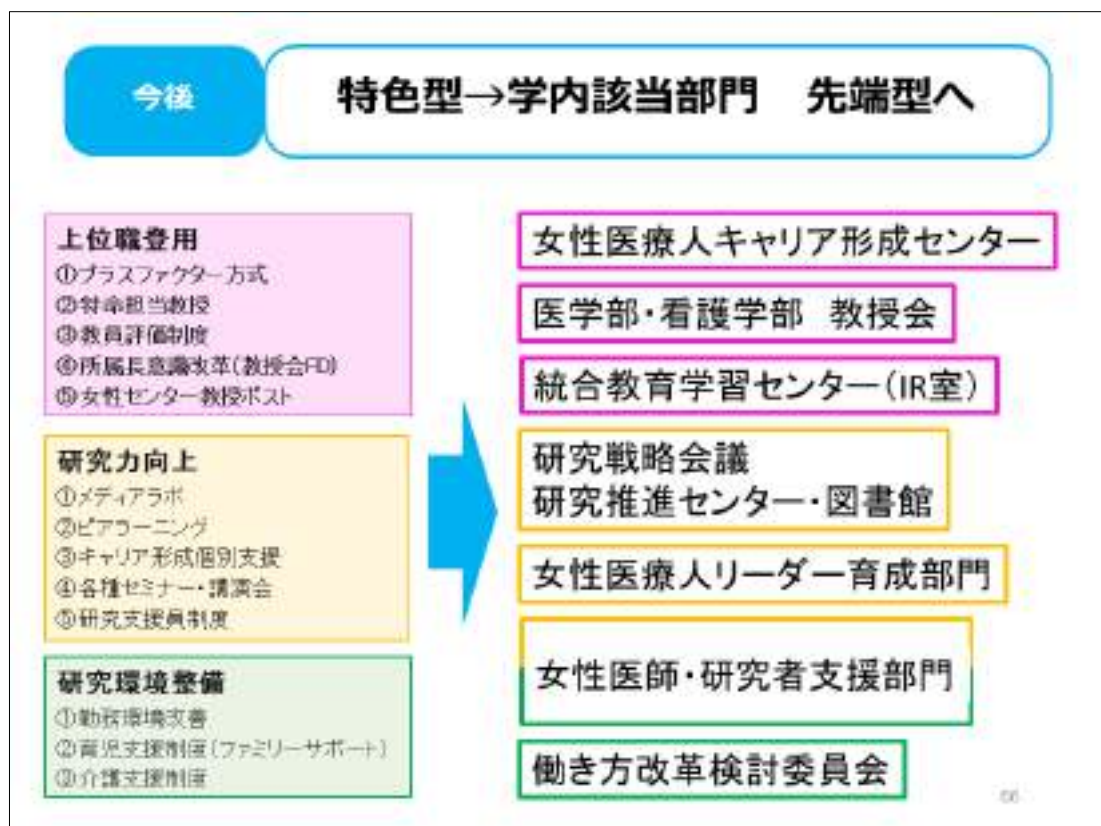 今後
特色型→学内該当部門　先端型へ
上位職登用
①プラスファクター方式
②特命担当教授
③教員評価制度
④所属長意識改革(教授会FD)
⑤女性センター教授ポスト
研究力向上
①メディアラボ
②ピアラーニング
③キャリア形成個別支援
④各種セミナー・講演会
⑤研究支援員制度
研究環境整備
①勤務環境改善
②育児支援制度(ファミリーサポート)
③介護支援制度
女性医療人キャリア形成センター
医学部・看護学部　教授会
統合教育学習センター(IR室)
研究戦略会議
研究推進センター・図書館
女性医療人リーダー育成部門
女性医師・研究者支援部門
働き方改革検討委員会